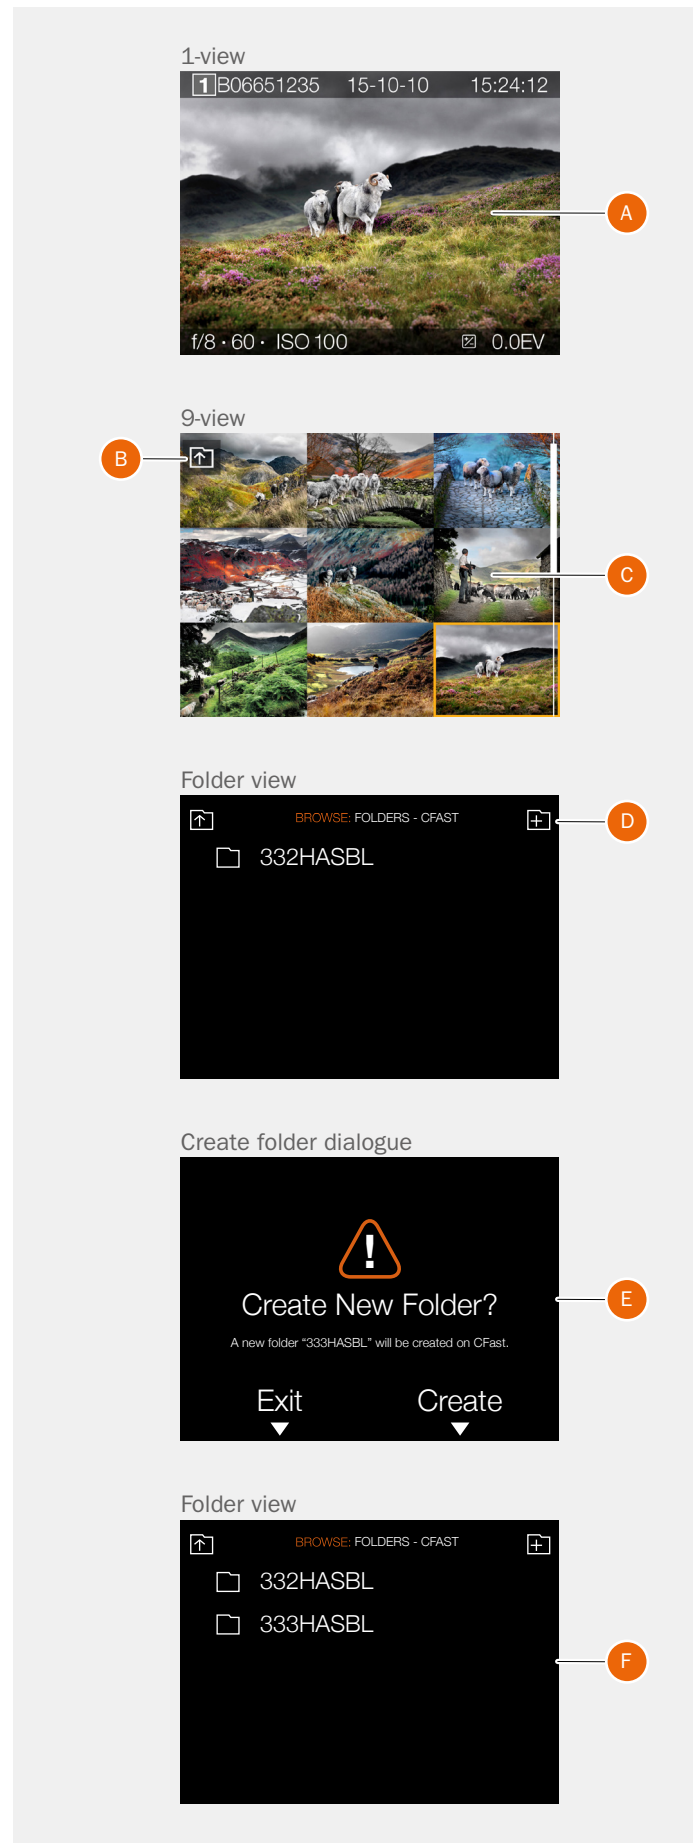 1-view
1 B06651235 15-10-10 15:24:12
A
f/8 · 60 · ISO 100 0.0EV
9-view
B
C
Folder view
BROWSE: FOLDERS - CFAST
D
332HASBL
Create folder dialogue
!
Create New Folder?
E
A new folder “333HASBL” will be created on CFast.
Exit Create
Folder view
BROWSE: FOLDERS - CFAST
332HASBL
333HASBL
F